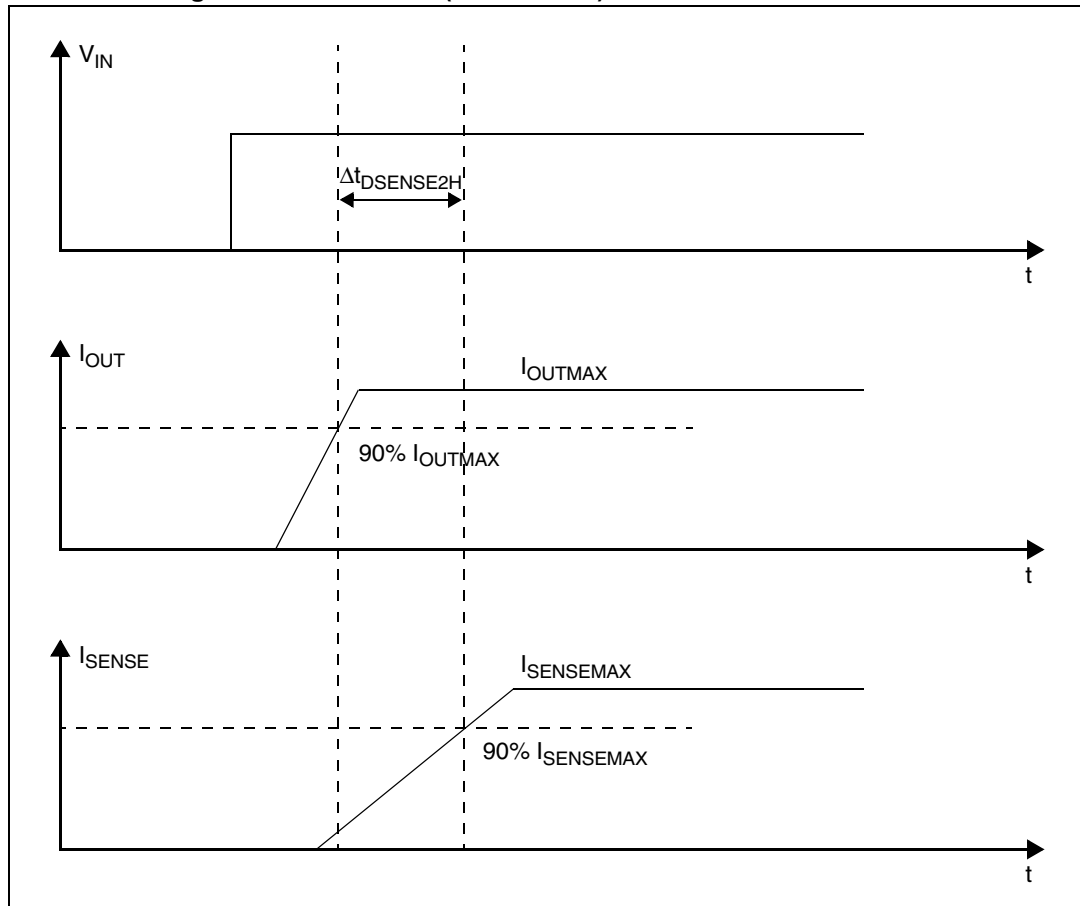 V_IN
Δt_DSENSE2H
t
I_OUT
I_OUTMAX
90% I_OUTMAX
t
I_SENSE
I_SENSEMAX
90% I_SENSEMAX
t